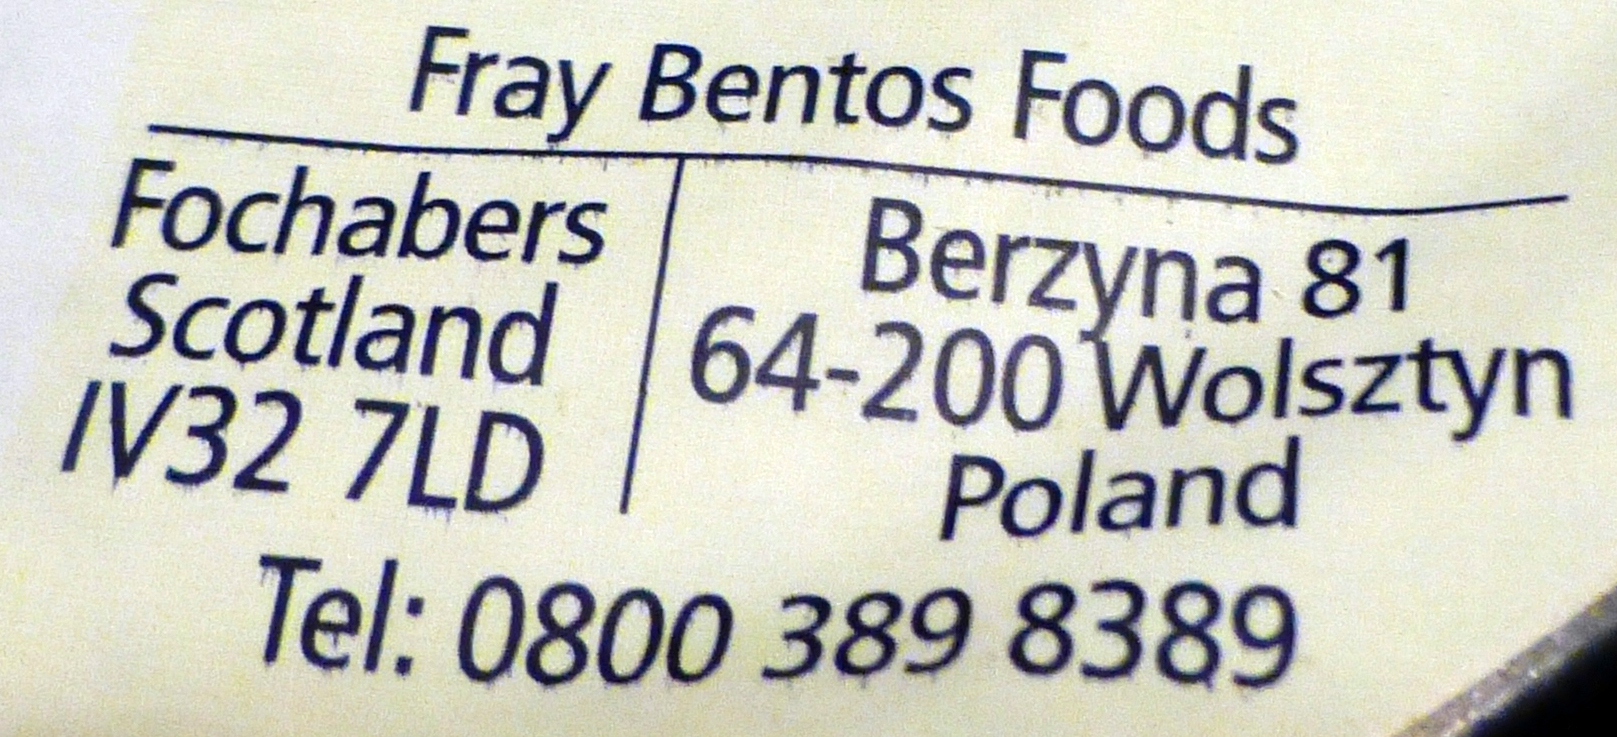 Fray Bentos Foods
Fochabers
Scotland
IV32 7LD
Berzyna 81
64-200 Wolsztyn
Poland
Tel: 0800 389 8389